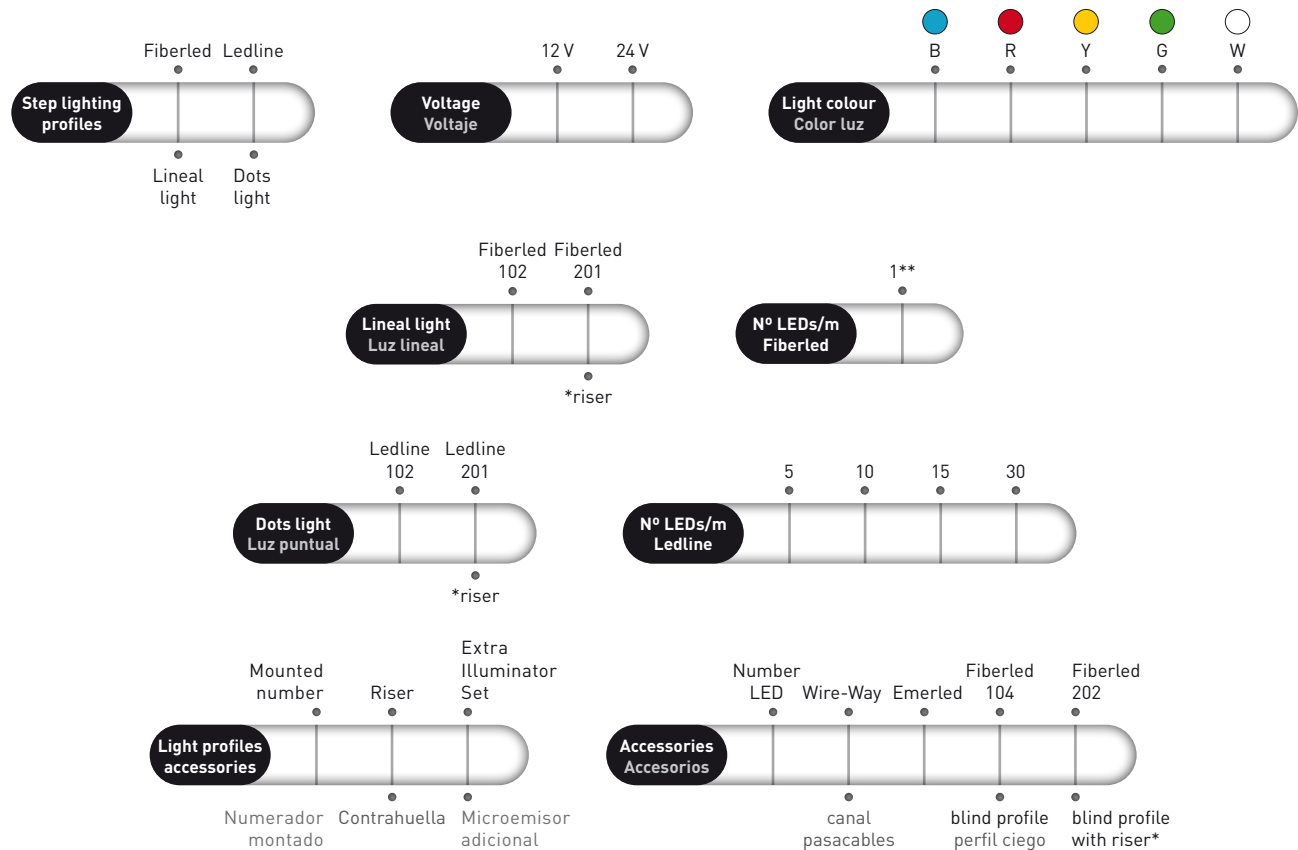 Fiberled Ledline
Step lighting
profiles
Lineal
light
Dots
light
12 V 24 V
Voltage
Voltaje
B R Y G W
Light colour
Color luz
Fiberled
102
Fiberled
201
Lineal light
Luz lineal
*riser
1**
Nº LEDs/m
Fiberled
Ledline
102
Ledline
201
Dots light
Luz puntual
*riser
5 10 15 30
Nº LEDs/m
Ledline
Mounted
number
Riser
Extra
Illuminator
Set
Light profiles
accessories
Numerador
montado
Contrahuella
Microemisor
adicional
Number
LED
Wire-Way
Emerled
Fiberled
104
Fiberled
202
Accessories
Accesorios
canal
pasacables
blind profile
perfil ciego
blind profile
with riser*